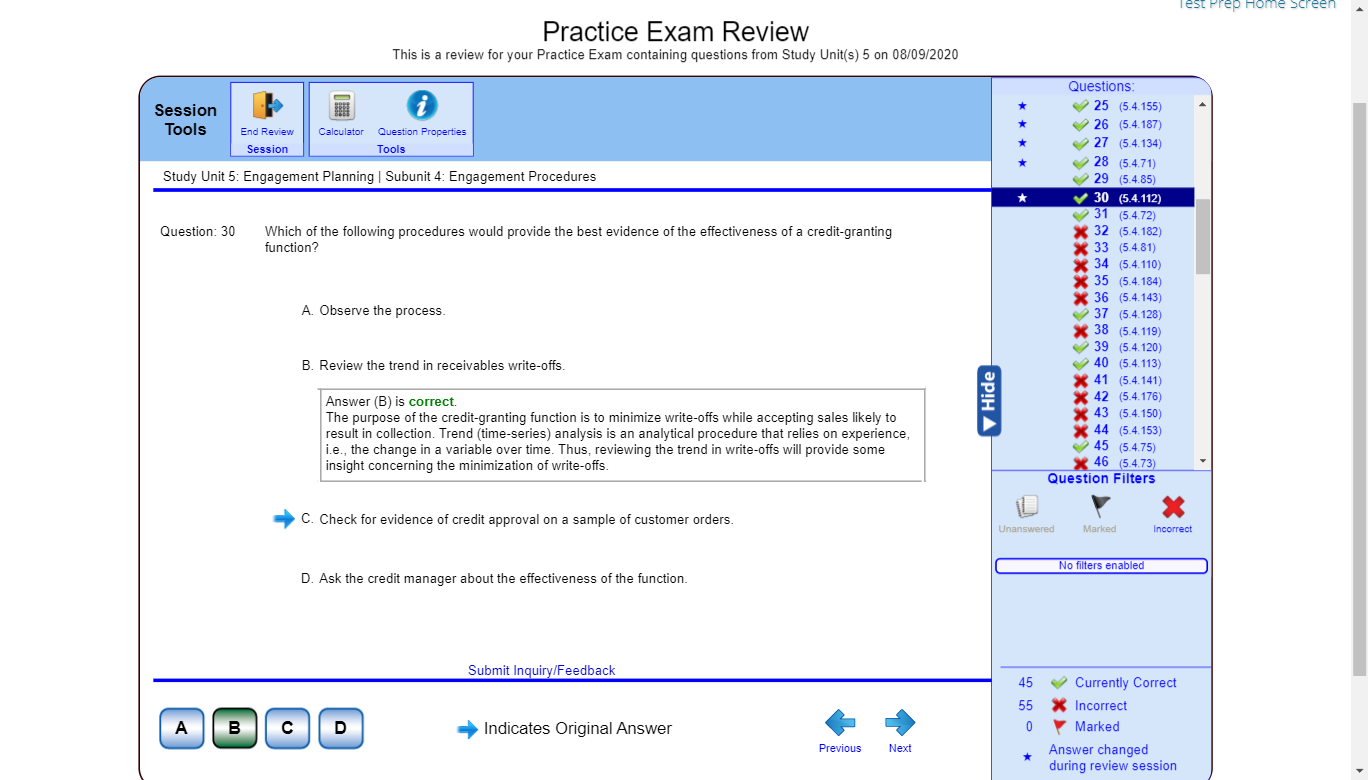 Test Prep Home Screen
Practice Exam Review
This is a review for your Practice Exam containing questions from Study Unit(s) 5 on 08/09/2020
Session Tools
End Review
Session
Calculator
Question Properties
Tools
Study Unit 5: Engagement Planning | Subunit 4: Engagement Procedures
Question: 30
Which of the following procedures would provide the best evidence of the effectiveness of a credit-granting
function?
A. Observe the process.
B. Review the trend in receivables write-offs.
Answer (B) is correct.
The purpose of the credit-granting function is to minimize write-offs while accepting sales likely to
result in collection. Trend (time-series) analysis is an analytical procedure that relies on experience,
i.e., the change in a variable over time. Thus, reviewing the trend in write-offs will provide some
insight concerning the minimization of write-offs.
C. Check for evidence of credit approval on a sample of customer orders.
D. Ask the credit manager about the effectiveness of the function.
Submit Inquiry/Feedback
A B C D
Indicates Original Answer
Previous
Next
Hide
Questions:
25 (5.4.155)
26 (5.4.187)
27 (5.4.134)
28 (5.4.71)
29 (5.4.85)
30 (5.4.112)
31 (5.4.72)
32 (5.4.182)
33 (5.4.81)
34 (5.4.110)
35 (5.4.184)
36 (5.4.143)
37 (5.4.128)
38 (5.4.119)
39 (5.4.120)
40 (5.4.113)
41 (5.4.141)
42 (5.4.176)
43 (5.4.150)
44 (5.4.153)
45 (5.4.75)
46 (5.4.73)
Question Filters
Unanswered
Marked
Incorrect
No filters enabled
45 Currently Correct
55 Incorrect
0 Marked
Answer changed
during review session